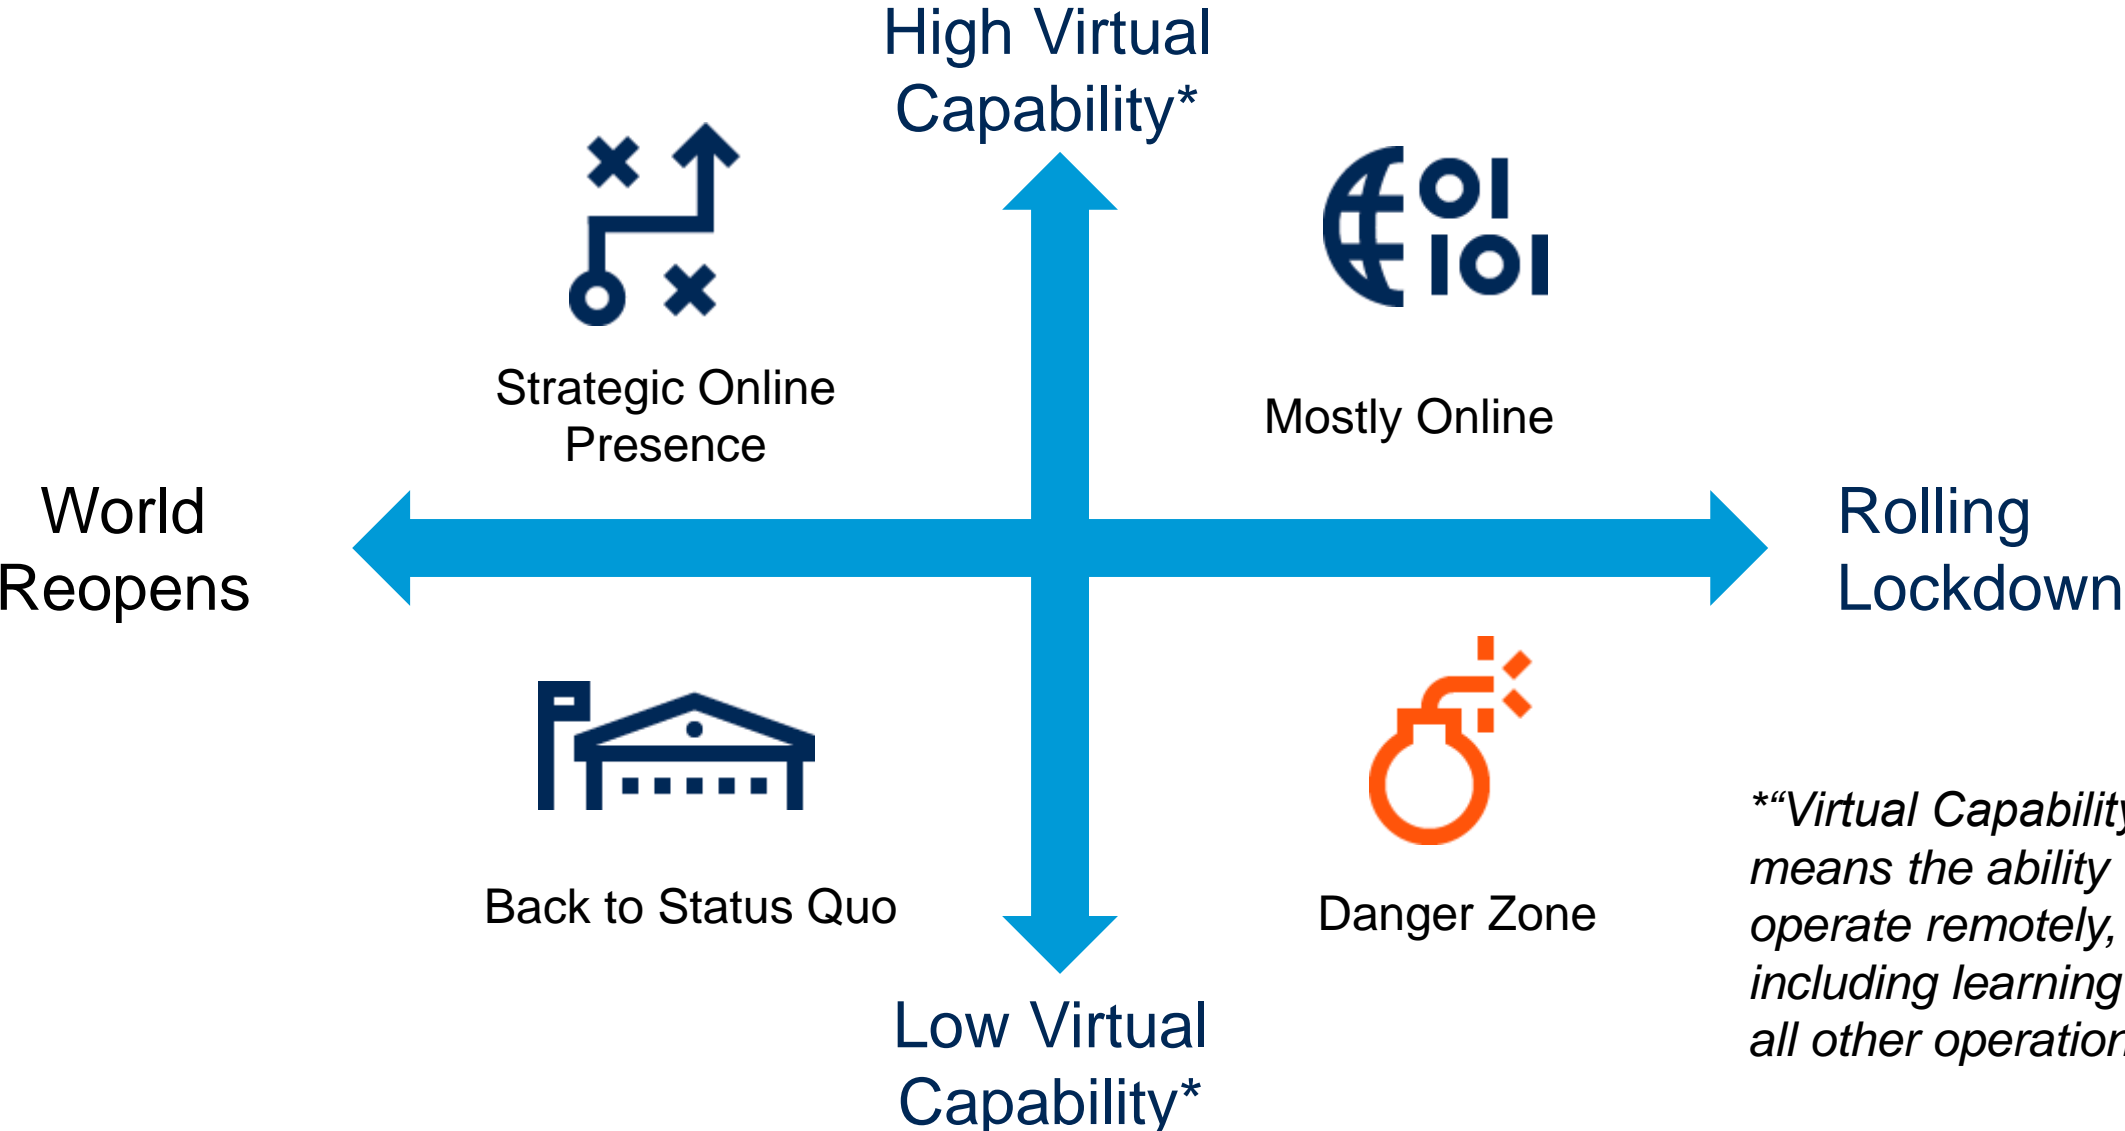 High Virtual
Capability*
Strategic Online
Presence
Mostly Online
World
Reopens
Rolling
Lockdown
Back to Status Quo
Danger Zone
*“Virtual Capability
means the ability
operate remotely,
including learning
all other operation
Low Virtual
Capability*